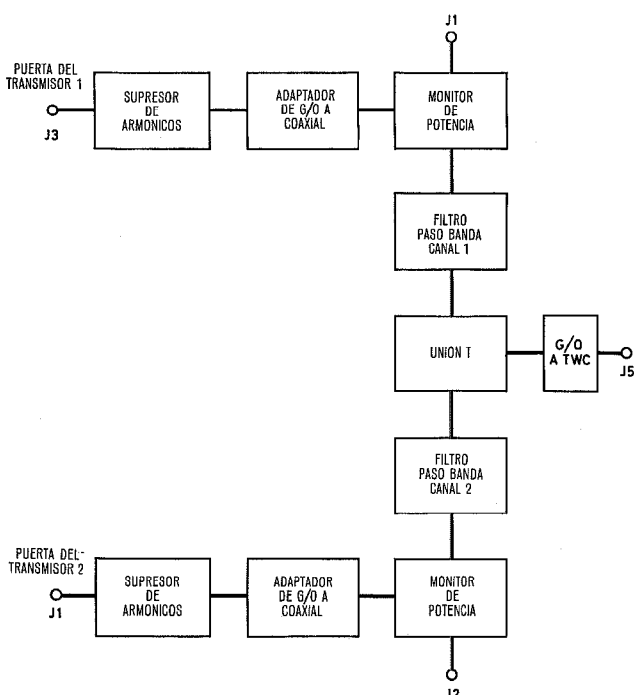 J1
PUERTA DEL
TRANSMISOR 1
J3
SUPRESOR
DE
ARMONICOS
ADAPTADOR
DE G/O A
COAXIAL
MONITOR
DE
POTENCIA
FILTRO
PASO BANDA
CANAL 1
UNION T
G/O
A TWC
J5
FILTRO
PASO BANDA
CANAL 2
PUERTA DEL
TRANSMISOR 2
J1
SUPRESOR
DE
ARMONICOS
ADAPTADOR
DE G/O A
COAXIAL
MONITOR
DE
POTENCIA
J2